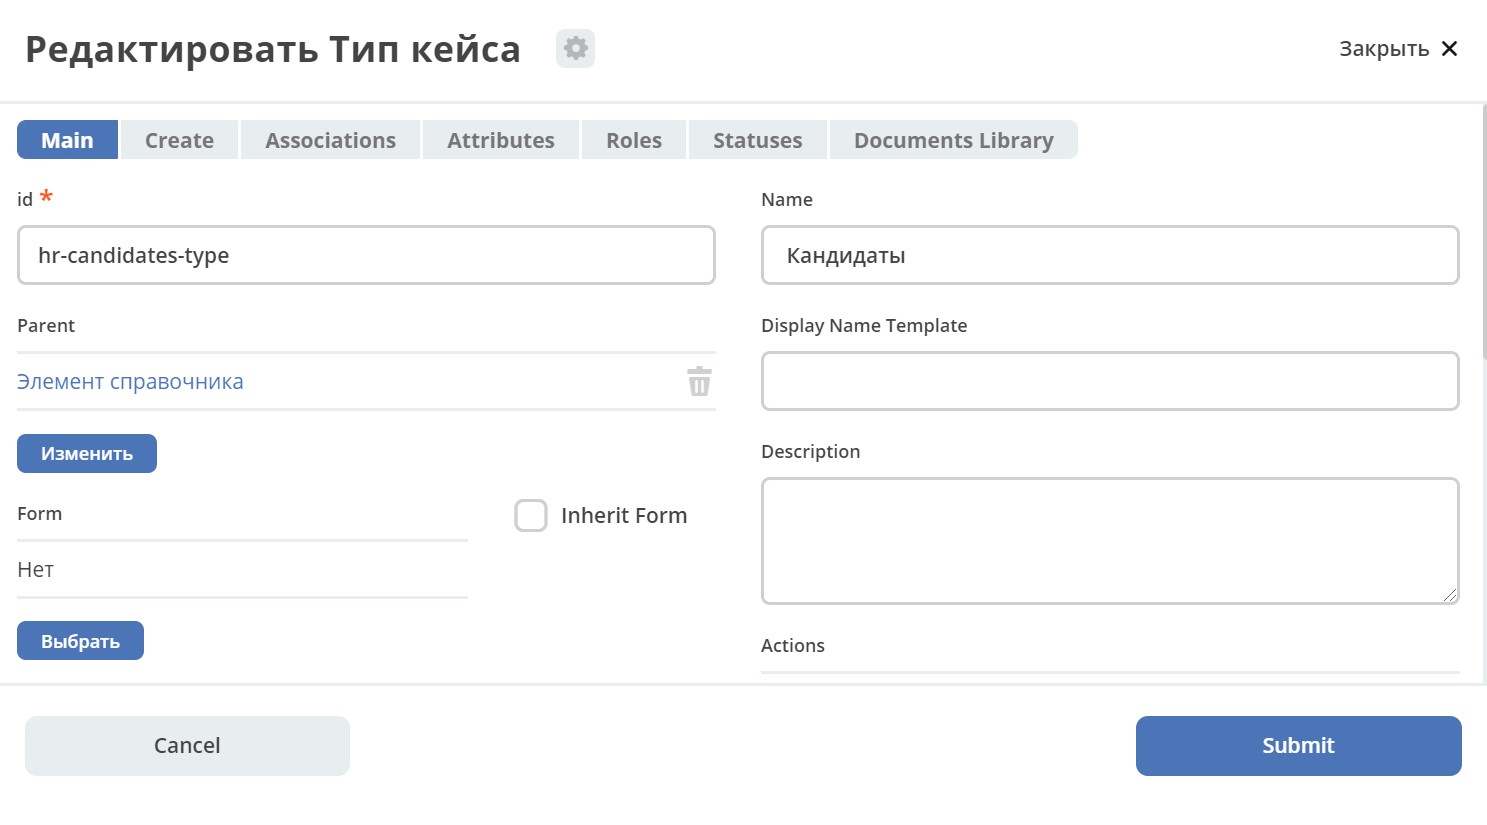 Редактировать Тип кейса
Закрыть
Main
Create
Associations
Attributes
Roles
Statuses
Documents Library
id *
hr-candidates-type
Parent
Элемент справочника
Изменить
Form
Inherit Form
Нет
Выбрать
Name
Кандидаты
Display Name Template
Description
Actions
Cancel
Submit